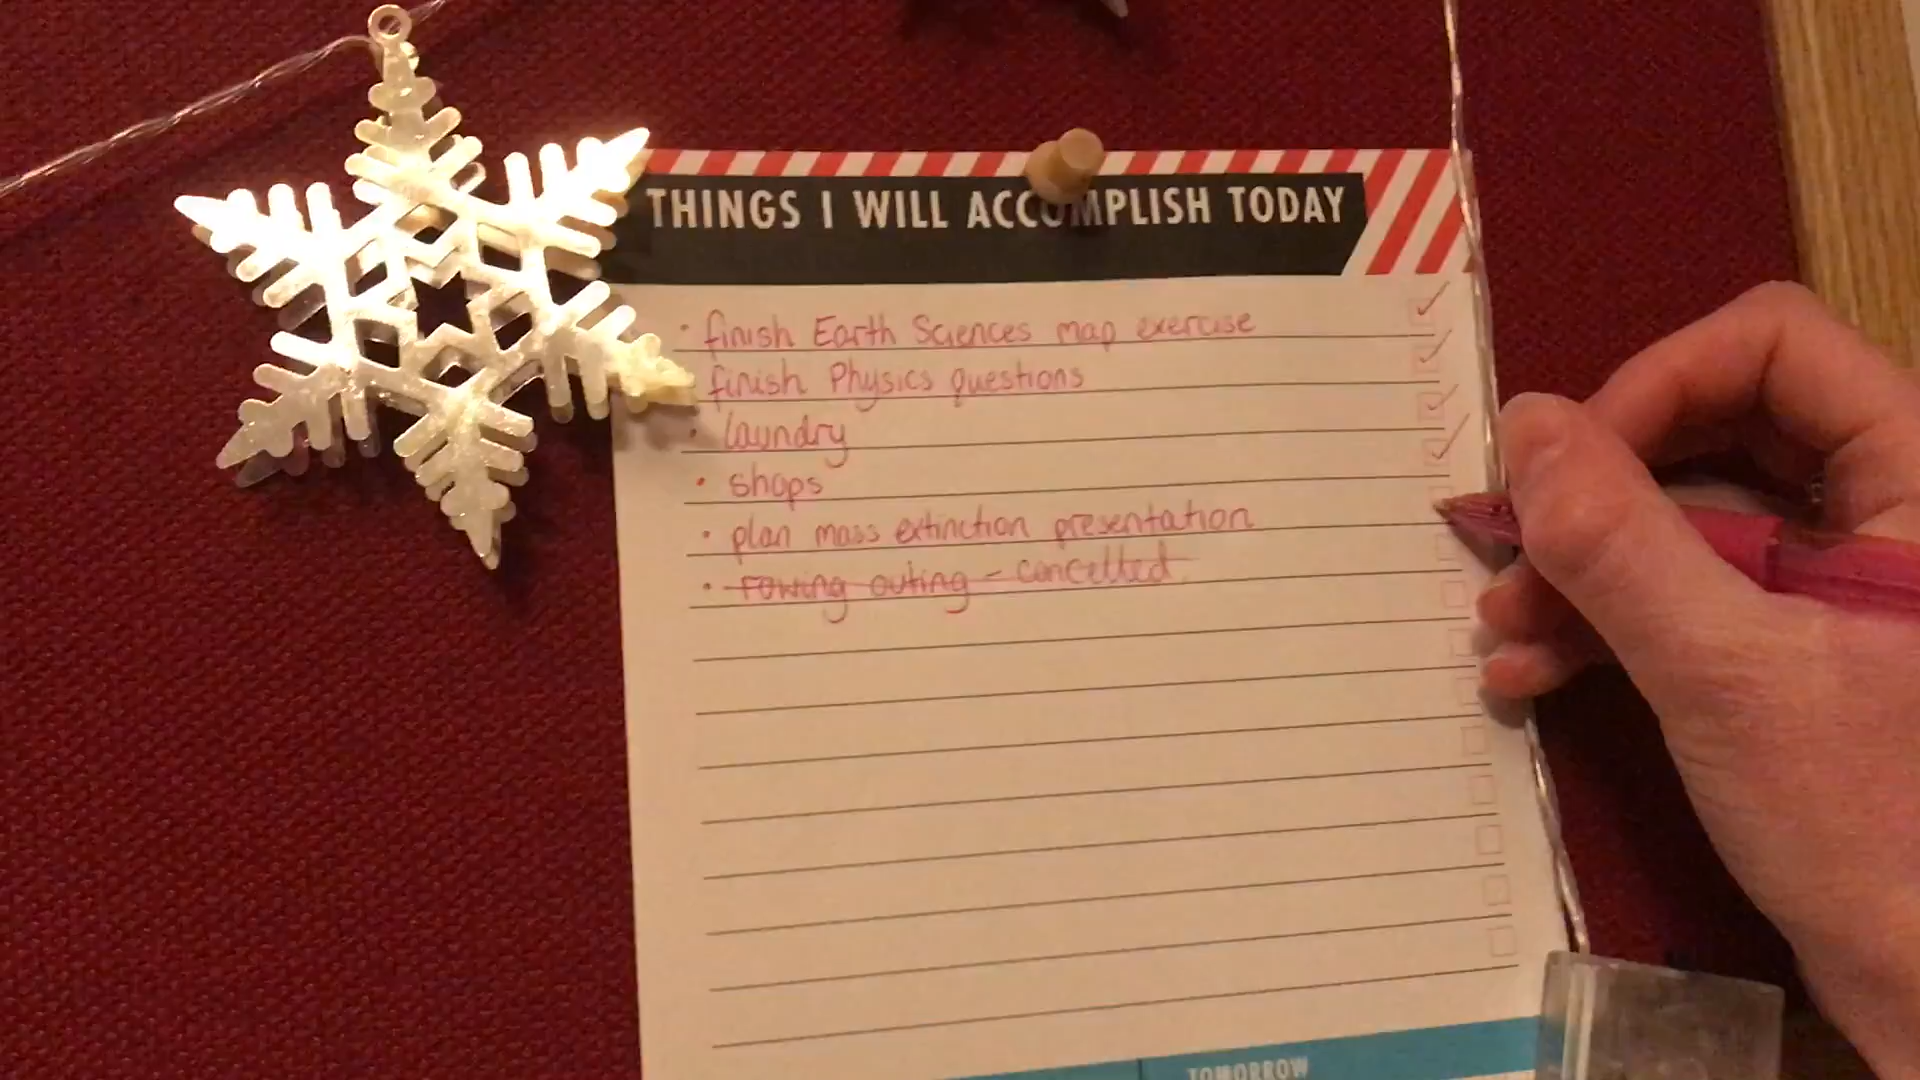 THINGS I WILL ACCOMPLISH TODAY
• finish Earth Sciences map exercise
finish Physics questions
• laundry
• shops
• plan mass extinction presentation
• rowing outing - cancelled
TOMORROW